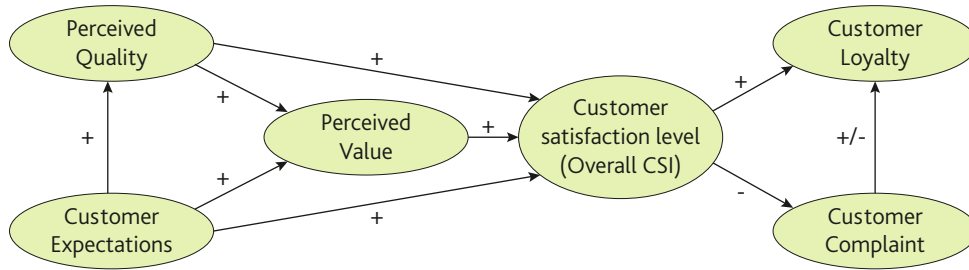 Perceived
Quality
Customer
Loyalty
+
+
+
Customer
satisfaction level
(Overall CSI)
Perceived
Value
+
+
+/-
+
+
-
Customer
Expectations
+
Customer
Complaint